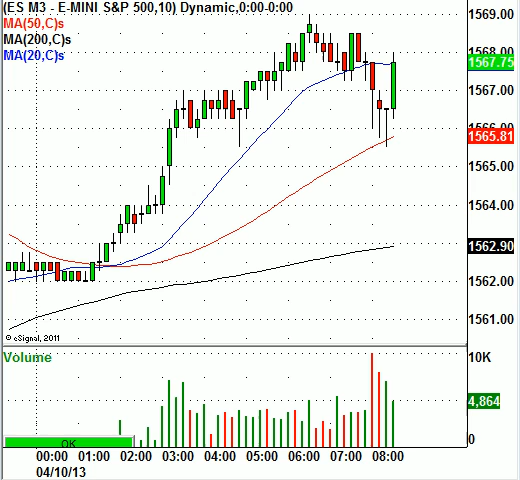 (ES M3 - E-MINI S&P 500,10) Dynamic,0:00-0:00
MA(50,C)s
MA(200,C)s
MA(20,C)s
1569.00
1568.00
1567.75
1567.00
1566.00
1565.81
1565.00
1564.00
1562.90
1562.00
1561.00
© eSignal, 2011
Volume
10K
4,864
0
OK
00:00 01:00 02:00 03:00 04:00 05:00 06:00 07:00 08:00
04/10/13